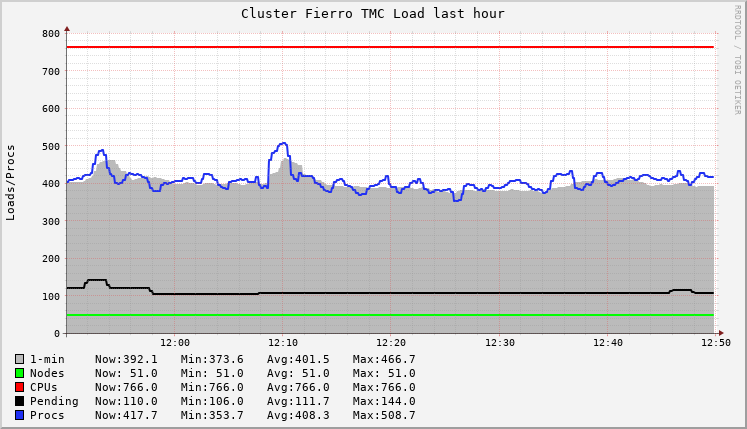 Cluster Fierro TMC Load last hour
RRDTOOL / TOBI OETIKER
Loads/Procs
800
700
600
500
400
300
200
100
0
12:00 12:10 12:20 12:30 12:40 12:50
1-min Now:392.1 Min:373.6 Avg:401.5 Max:466.7
Nodes Now: 51.0 Min: 51.0 Avg: 51.0 Max: 51.0
CPUs Now:766.0 Min:766.0 Avg:766.0 Max:766.0
Pending Now:110.0 Min:106.0 Avg:111.7 Max:144.0
Procs Now:417.7 Min:353.7 Avg:408.3 Max:508.7